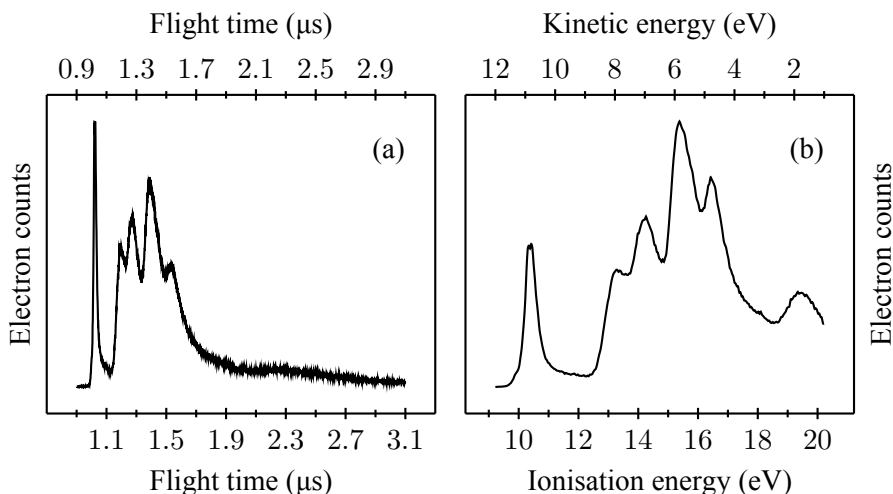 Flight time (μs)
0.9 1.3 1.7 2.1 2.5 2.9
Electron counts
(a)
1.1 1.5 1.9 2.3 2.7 3.1
Flight time (μs)
Kinetic energy (eV)
12 10 8 6 4 2
(b)
Electron counts
10 12 14 16 18 20
Ionisation energy (eV)